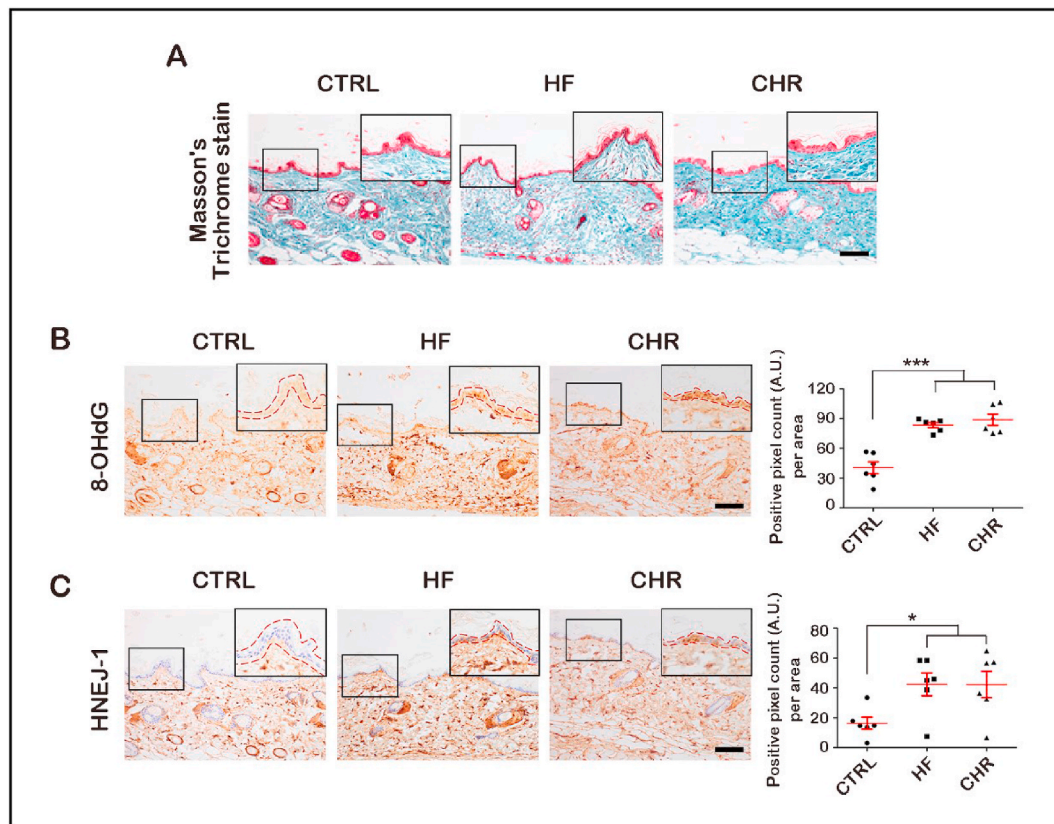 A
CTRL HF CHR
Masson's
Trichrome stain
B
CTRL HF CHR
8-OHdG
Positive pixel count (A.U.)
per area
***
120
90
60
30
0
CTRL HF CHR
C
CTRL HF CHR
HNEJ-1
Positive pixel count (A.U.)
per area
*
80
60
40
20
0
CTRL HF CHR